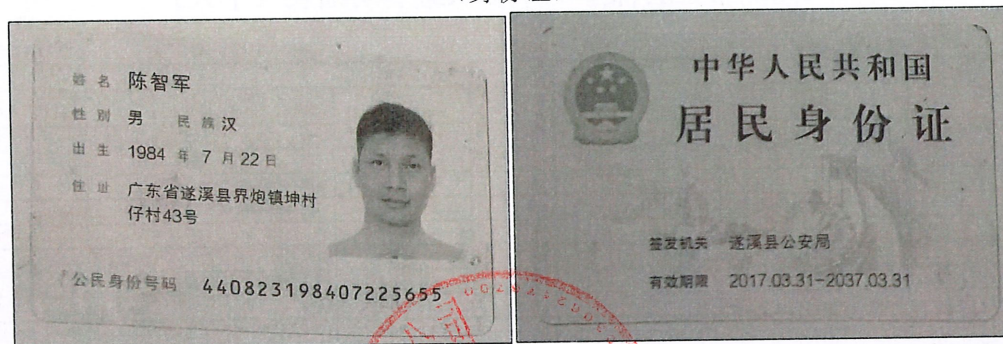 姓名 陈智军
性别 男 民族 汉
出生 1984 年 7 月 22 日
住址 广东省遂溪县界炮镇坤村
仔村43号
公民身份号码 440823198407225655
中华人民共和国
居民身份证
签发机关 遂溪县公安局
有效期限 2017.03.31-2037.03.31